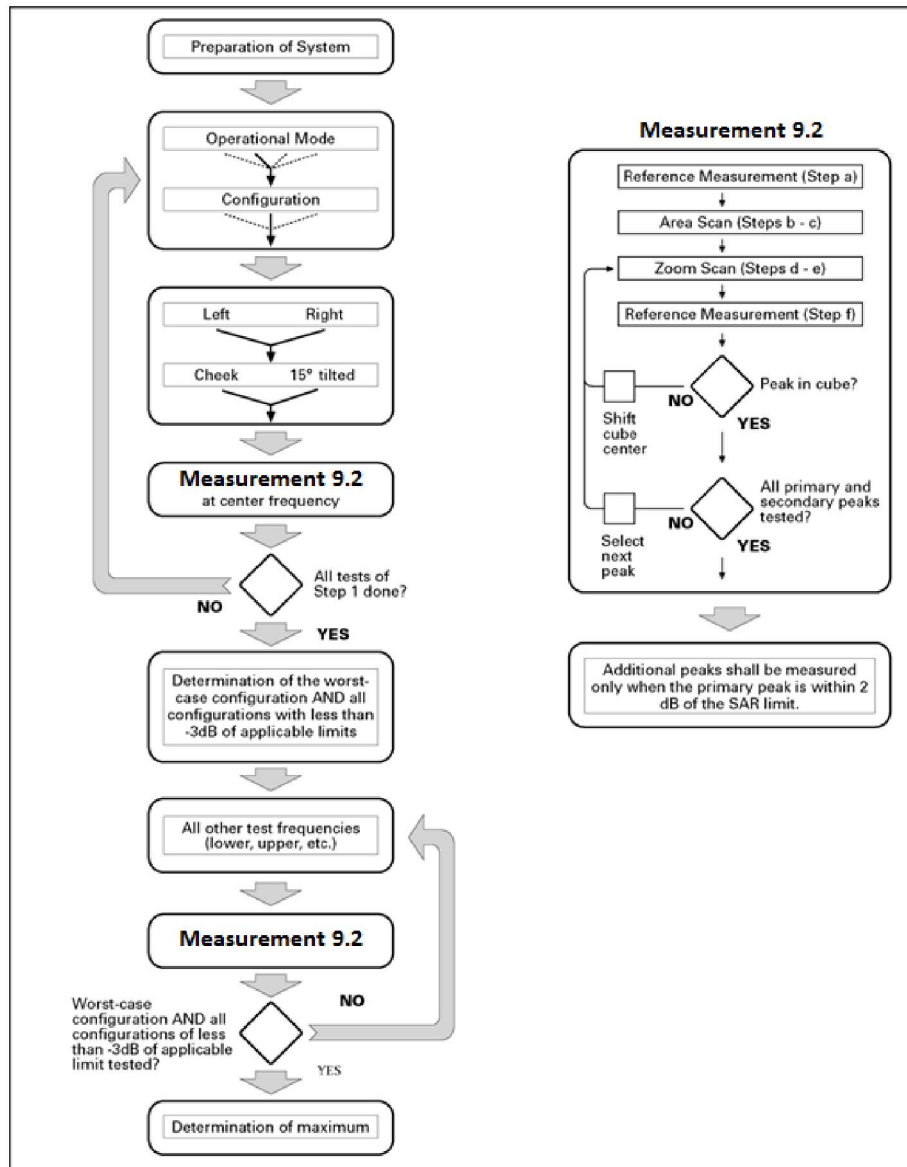 Preparation of System
Operational Mode
Configuration
Left Right
Cheek 15° tilted
Measurement 9.2
at center frequency
All tests of
Step 1 done?
NO
YES
Determination of the worst-
case configuration AND all
configurations with less than
-3dB of applicable limits
All other test frequencies
(lower, upper, etc.)
Measurement 9.2
NO
Worst-case
configuration AND all
configurations of less
than -3dB of applicable
limit tested?
YES
Determination of maximum
Measurement 9.2
Reference Measurement (Step a)
Area Scan (Steps b - c)
Zoom Scan (Steps d - e)
Reference Measurement (Step f)
Peak in cube?
NO
Shift
cube
center
YES
All primary and
secondary peaks
tested?
NO
Select
next
peak
YES
Additional peaks shall be measured
only when the primary peak is within 2
dB of the SAR limit.